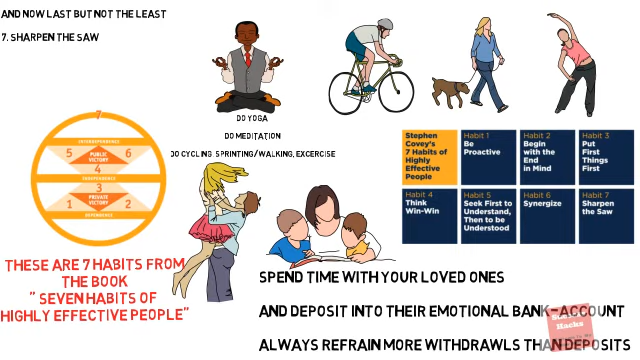 AND NOW LAST BUT NOT THE LEAST
7. SHARPEN THE SAW
DO YOGA
DO MEDITATION
DO CYCLING, SPRINTING/WALKING, EXCERCISE
7
INTERDEPENDENCE
5
PUBLIC
VICTORY
6
4
INDEPENDENCE
3
1
PRIVATE
VICTORY
2
DEPENDENCE
Stephen
Covey's
7 Habits of
Highly
Effective
People
Habit 1
Be
Proactive
Habit 2
Begin
with the
End
in Mind
Habit 3
Put
First
Things
First
Habit 4
Think
Win-Win
Habit 5
Seek First to
Understand,
Then to be
Understood
Habit 6
Synergize
Habit 7
Sharpen
the Saw
THESE ARE 7 HABITS FROM
THE BOOK
" SEVEN HABITS OF
HIGHLY EFFECTIVE PEOPLE"
SPEND TIME WITH YOUR LOVED ONES
AND DEPOSIT INTO THEIR EMOTIONAL BANK-ACCOUNT
ALWAYS REFRAIN MORE WITHDRAWLS THAN DEPOSITS
Hacks